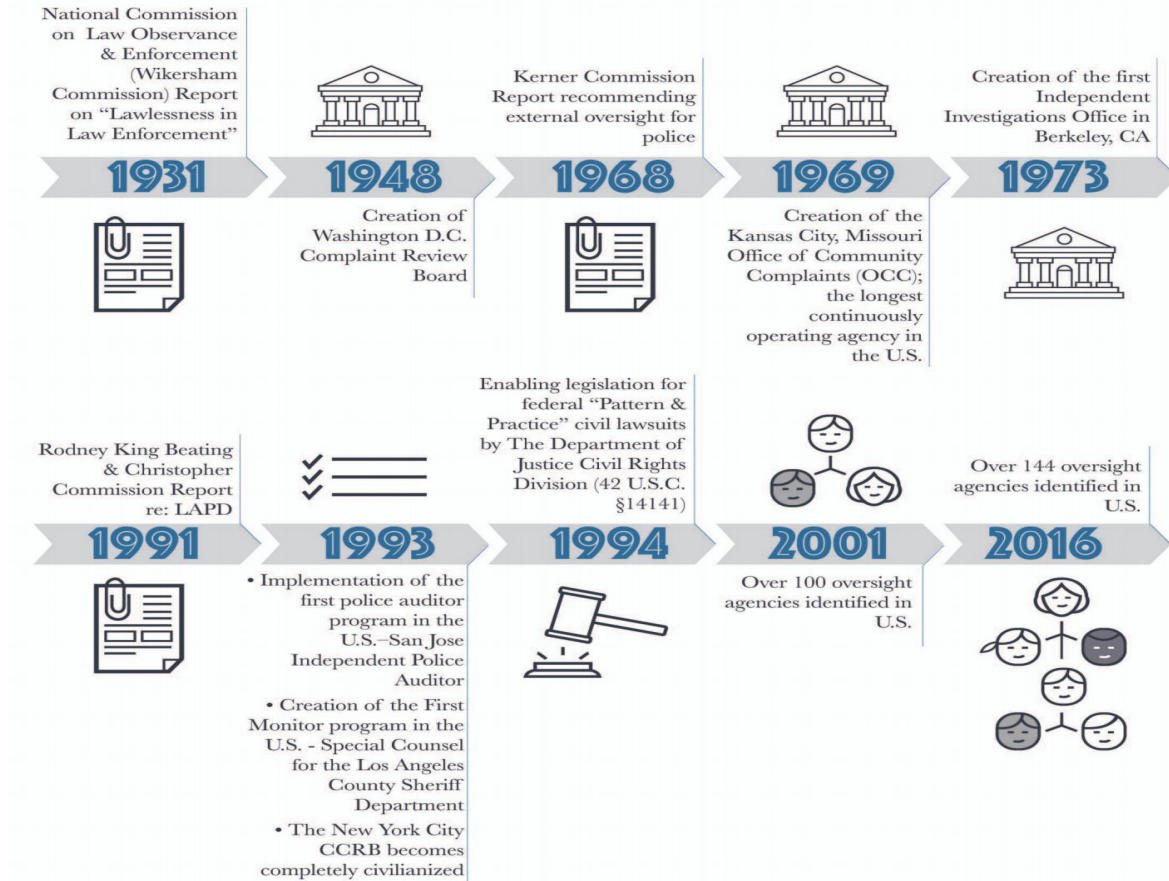 National Commission
on Law Observance
& Enforcement
(Wikersham
Commission) Report
on “Lawlessness in
Law Enforcement”
1931
1948
Creation of
Washington D.C.
Complaint Review
Board
Kerner Commission
Report recommending
external oversight for
police
1968
1969
Creation of the
Kansas City, Missouri
Office of Community
Complaints (OCC);
the longest
continuously
operating agency in
the U.S.
Creation of the first
Independent
Investigations Office in
Berkeley, CA
1973
Rodney King Beating
& Christopher
Commission Report
re: LAPD
1991
1993
• Implementation of the
first police auditor
program in the
U.S.–San Jose
Independent Police
Auditor
• Creation of the First
Monitor program in the
U.S. - Special Counsel
for the Los Angeles
County Sheriff
Department
• The New York City
CCRB becomes
completely civilianized
Enabling legislation for
federal “Pattern &
Practice” civil lawsuits
by The Department of
Justice Civil Rights
Division (42 U.S.C.
§14141)
1994
2001
Over 100 oversight
agencies identified in
U.S.
Over 144 oversight
agencies identified in
U.S.
2016